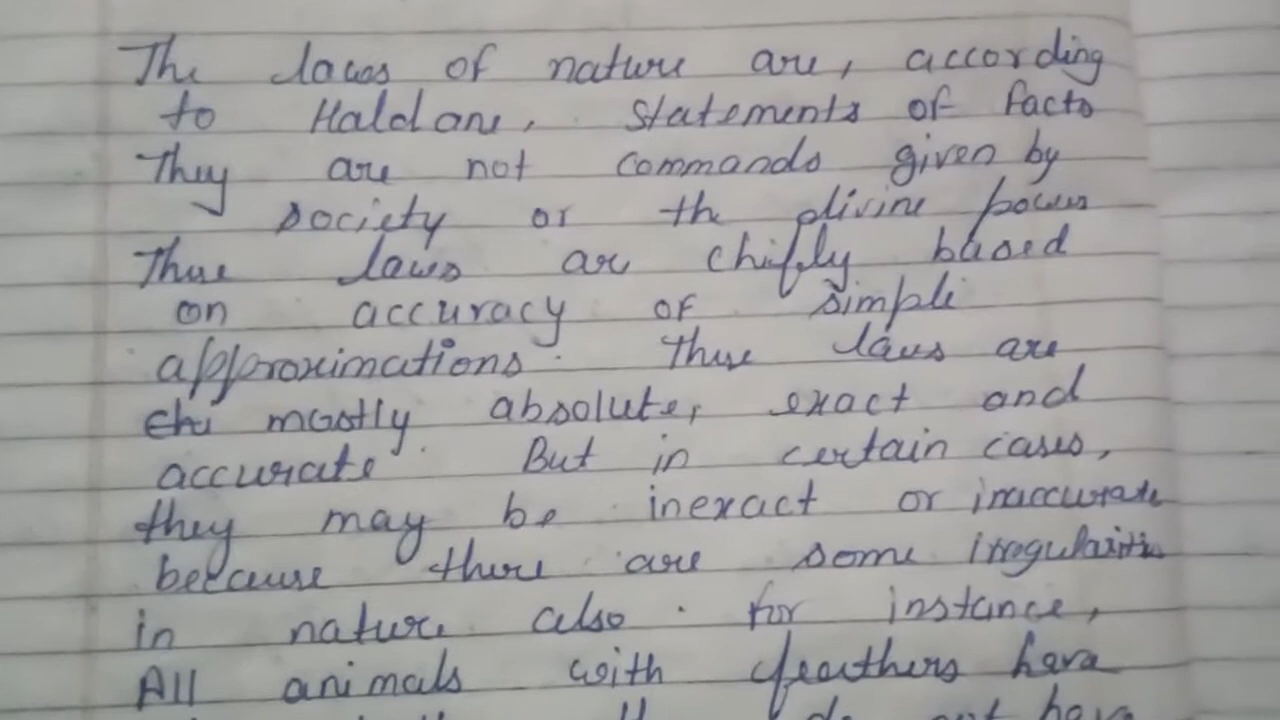 The laws of nature are, according
to Haldane, statements of facts
They are not commands given by
society or the divine power
These laws are chiefly based
on accuracy of simple
approximations. These laws are
mostly absolute, exact and
accurate. But in certain cases,
they may be inexact or inaccurate
because there are some irregularities
in nature also. for instance,
All animals with feathers have
do not have